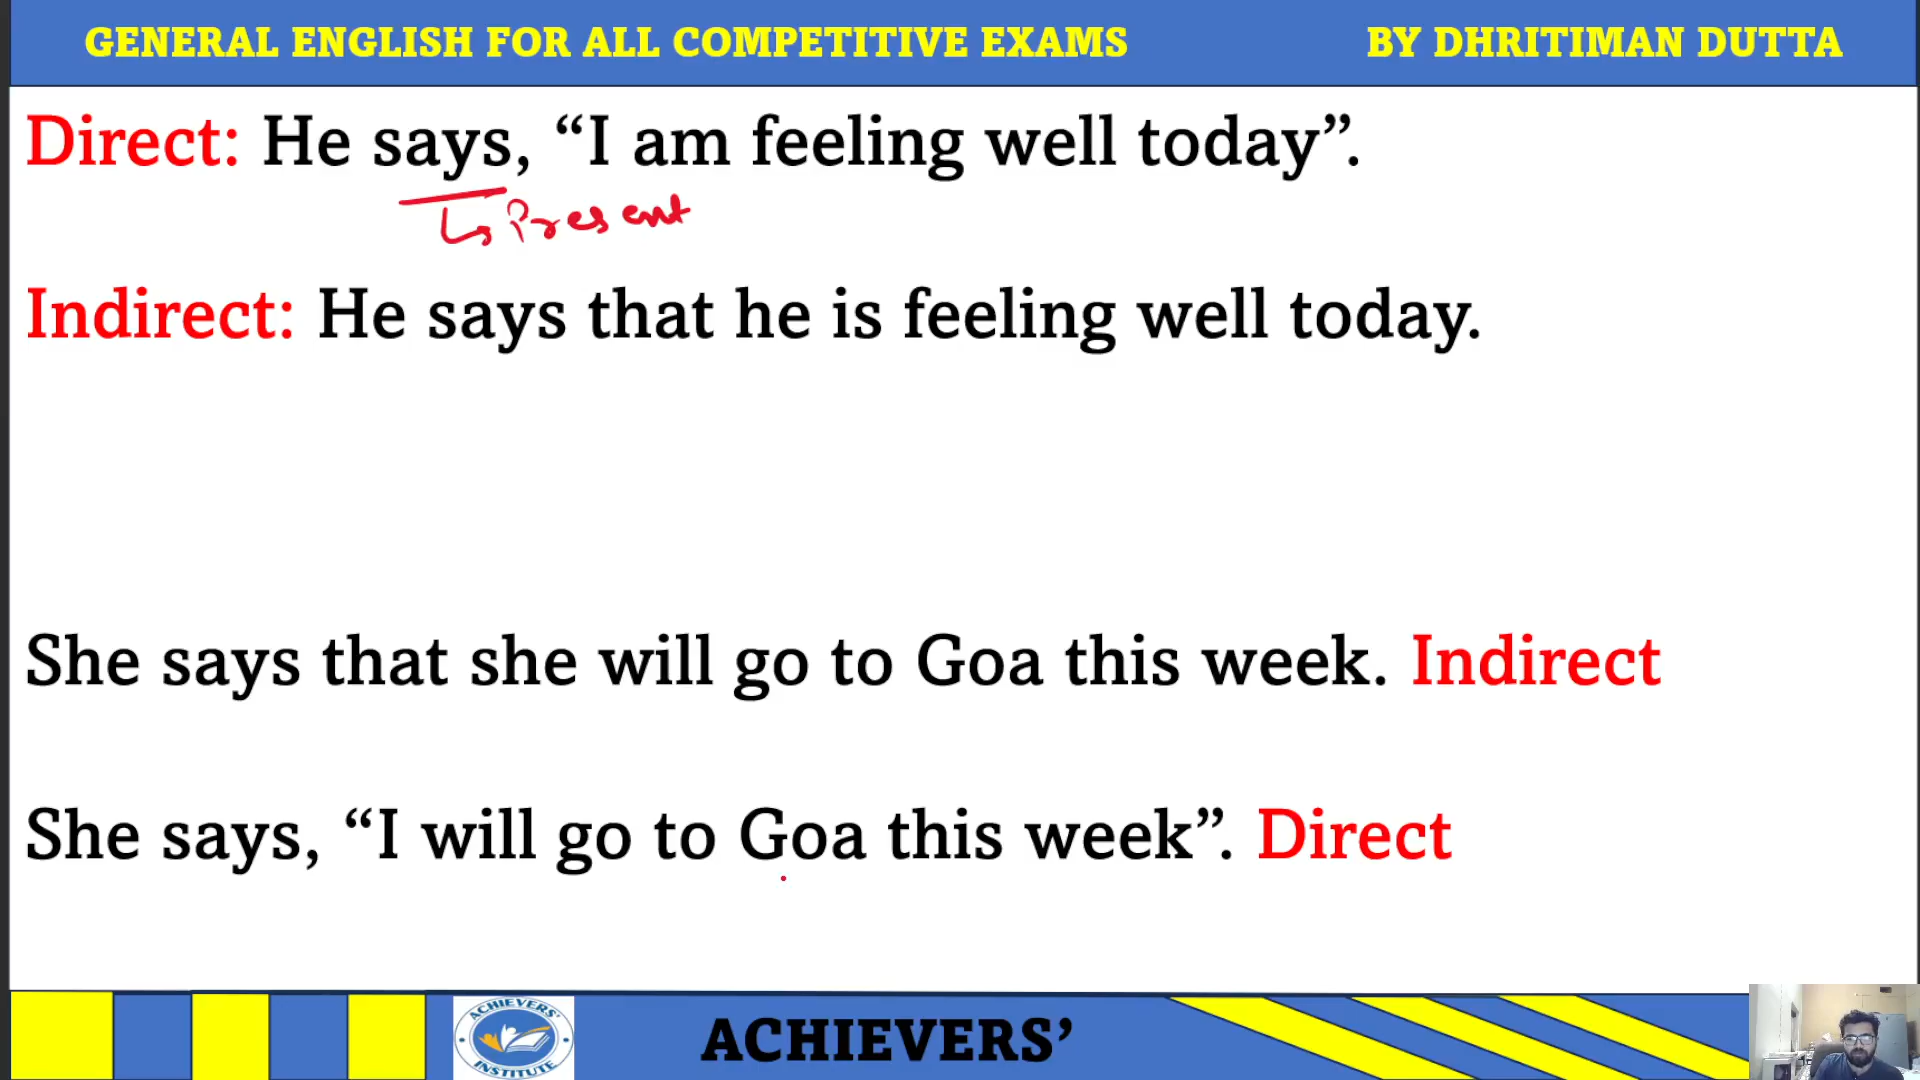 GENERAL ENGLISH FOR ALL COMPETITIVE EXAMS BY DHRITIMAN DUTTA
Direct: He says, “I am feeling well today”.
Present
Indirect: He says that he is feeling well today.
She says that she will go to Goa this week. Indirect
She says, “I will go to Goa this week”. Direct
ACHIEVERS’
INSTITUTE
ACHIEVERS’